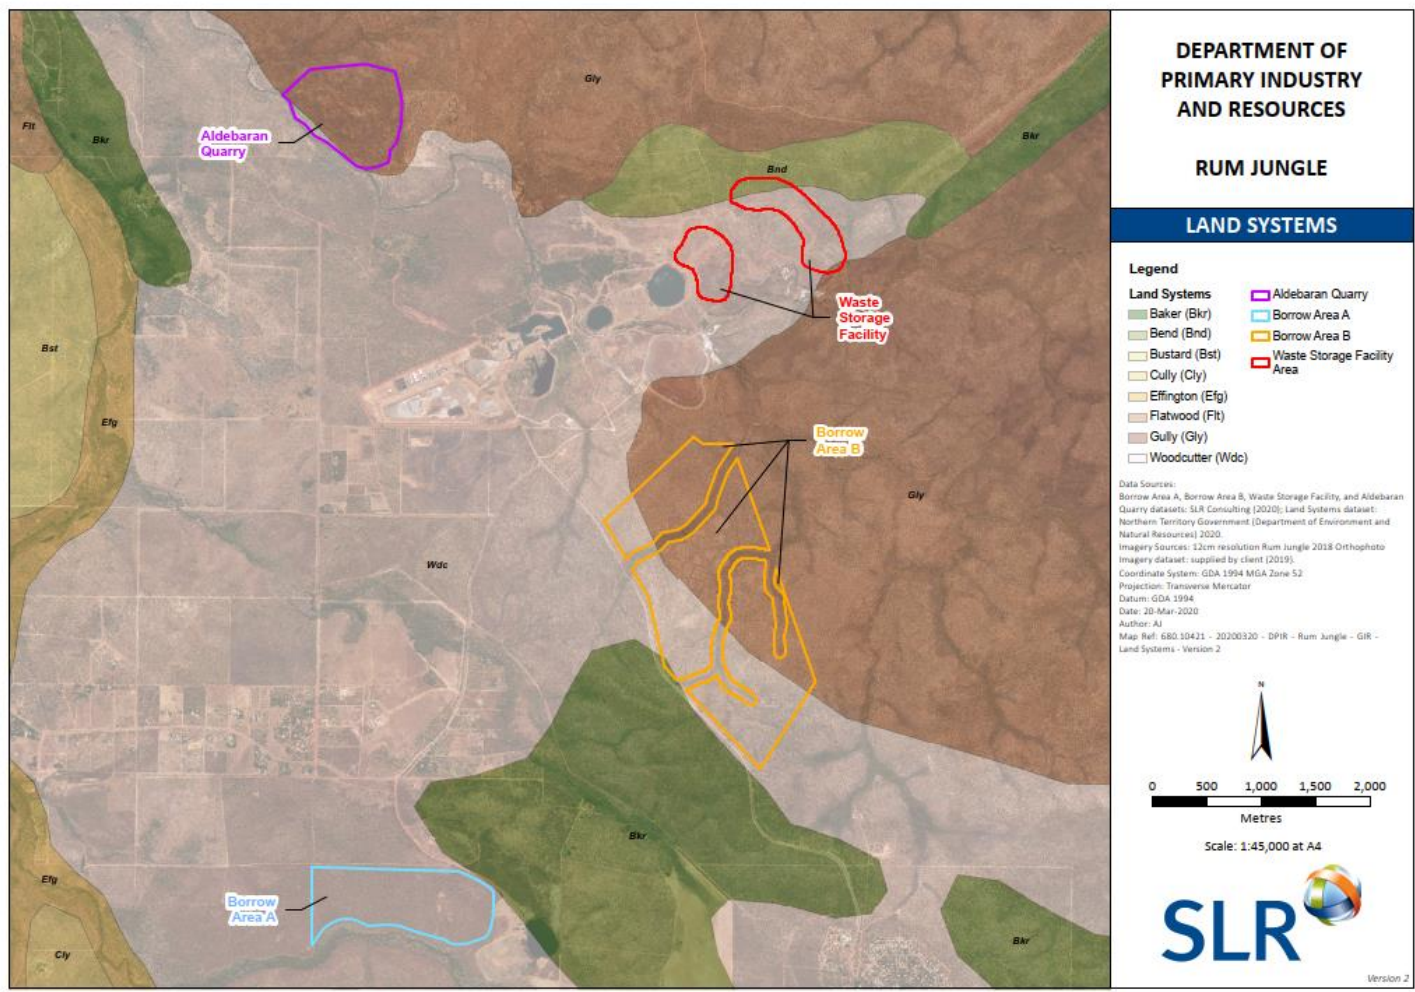 Gly
Flt
Bkr
Aldebaran
Quarry
Bkr
Bnd
Waste
Storage
Facility
Bst
Efg
Borrow
Area B
Gly
Wdc
Bkr
Efg
Borrow
Area A
Cly
Bkr
DEPARTMENT OF
PRIMARY INDUSTRY
AND RESOURCES
RUM JUNGLE
LAND SYSTEMS
Legend
Land Systems
Baker (Bkr)
Bend (Bnd)
Bustard (Bst)
Cully (Cly)
Effington (Efg)
Flatwood (Flt)
Gully (Gly)
Woodcutter (Wdc)
Aldebaran Quarry
Borrow Area A
Borrow Area B
Waste Storage Facility
Area
Data Sources:
Borrow Area A, Borrow Area B, Waste Storage Facility, and Aldebaran
Quarry datasets: SLR Consulting (2020); Land Systems dataset:
Northern Territory Government (Department of Environment and
Natural Resources) 2020.
Imagery Sources: 12cm resolution Rum Jungle 2018 Orthophoto
Imagery dataset: supplied by client (2019).
Coordinate System: GDA 1994 MGA Zone 52
Projection: Transverse Mercator
Datum: GDA 1994
Date: 20-Mar-2020
Author: AJ
Map Ref: 680.10421 - 20200320 - DPIR - Rum Jungle - GIR -
Land Systems - Version 2
N
0 500 1,000 1,500 2,000
Metres
Scale: 1:45,000 at A4
SLR
Version 2